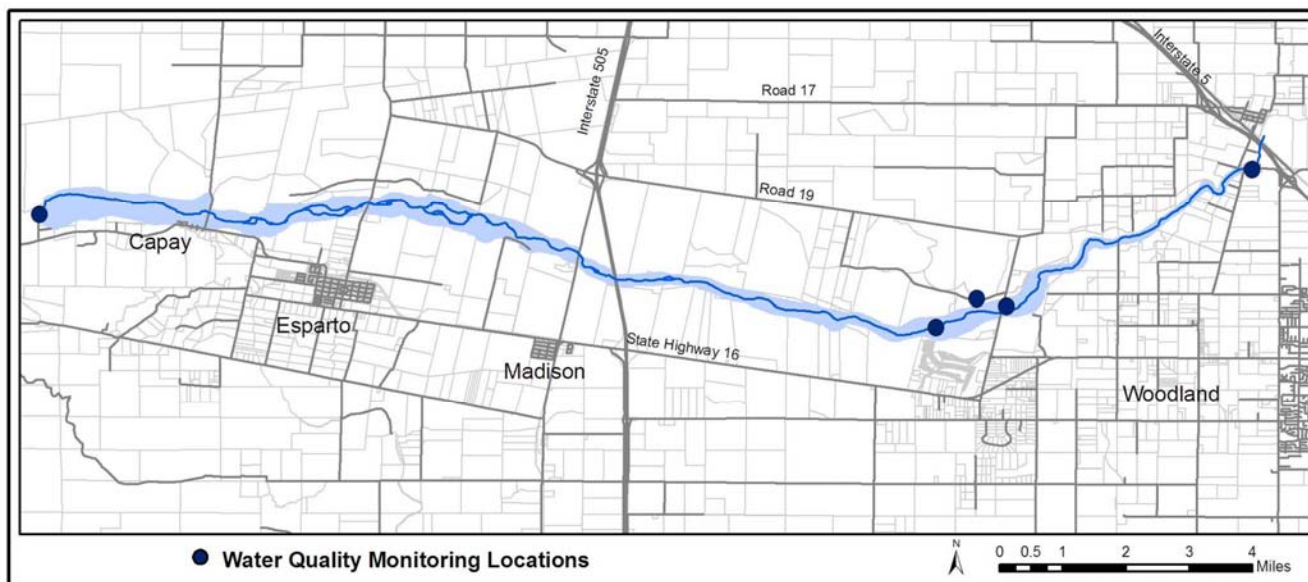 Interstate 5
Interstate 505
Road 17
Road 19
Capay
Esparto
State Highway 16
Madison
Woodland
Water Quality Monitoring Locations
N
0 0.5 1 2 3 4
Miles